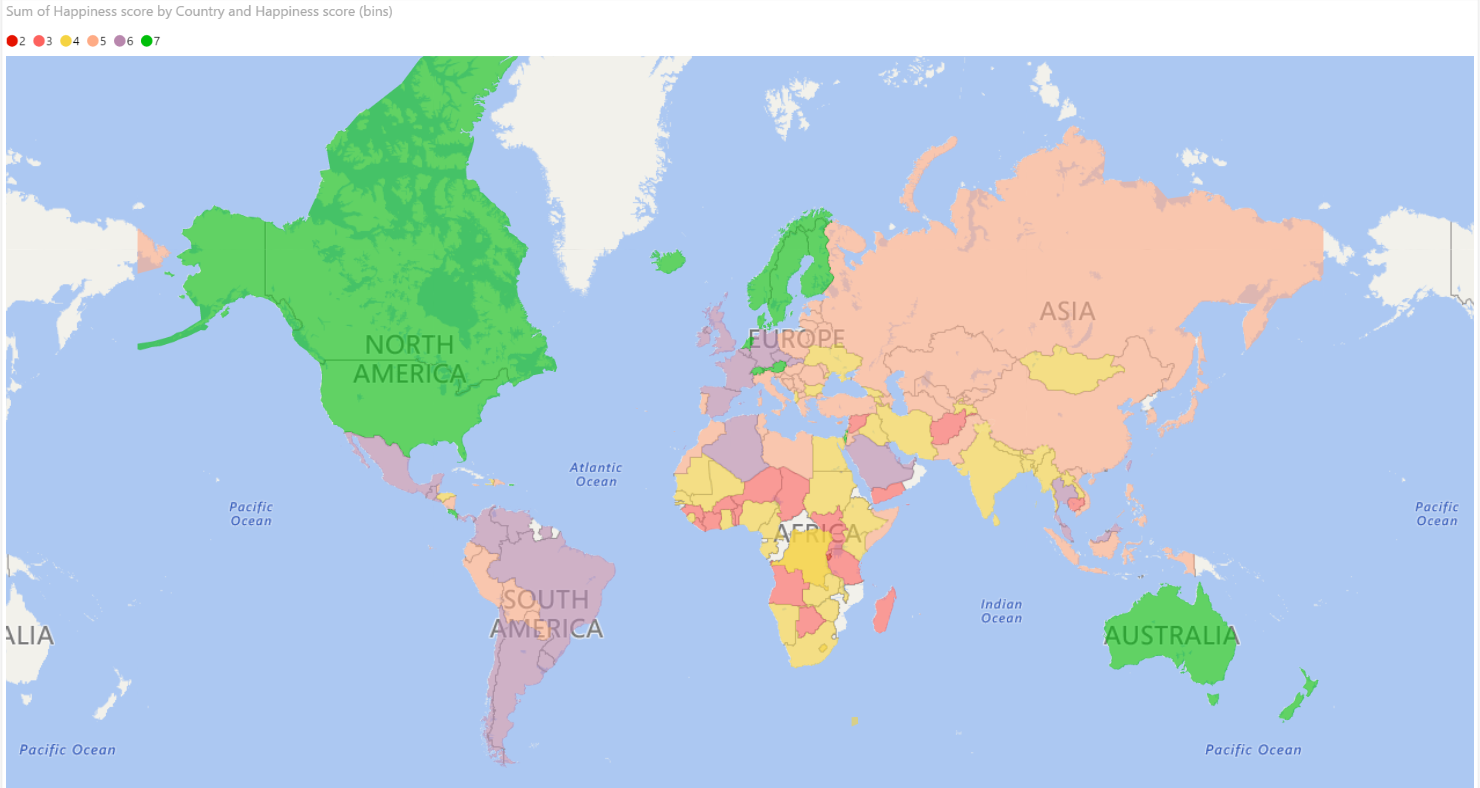 Sum of Happiness score by Country and Happiness score (bins)
2 3 4 5 6 7
ASIA
EUROPE
NORTH
AMERICA
Atlantic
Ocean
Pacific
Ocean
Pacific
Ocean
AFRICA
SOUTH
AMERICA
Indian
Ocean
ALIA
AUSTRALIA
Pacific Ocean
Pacific Ocean